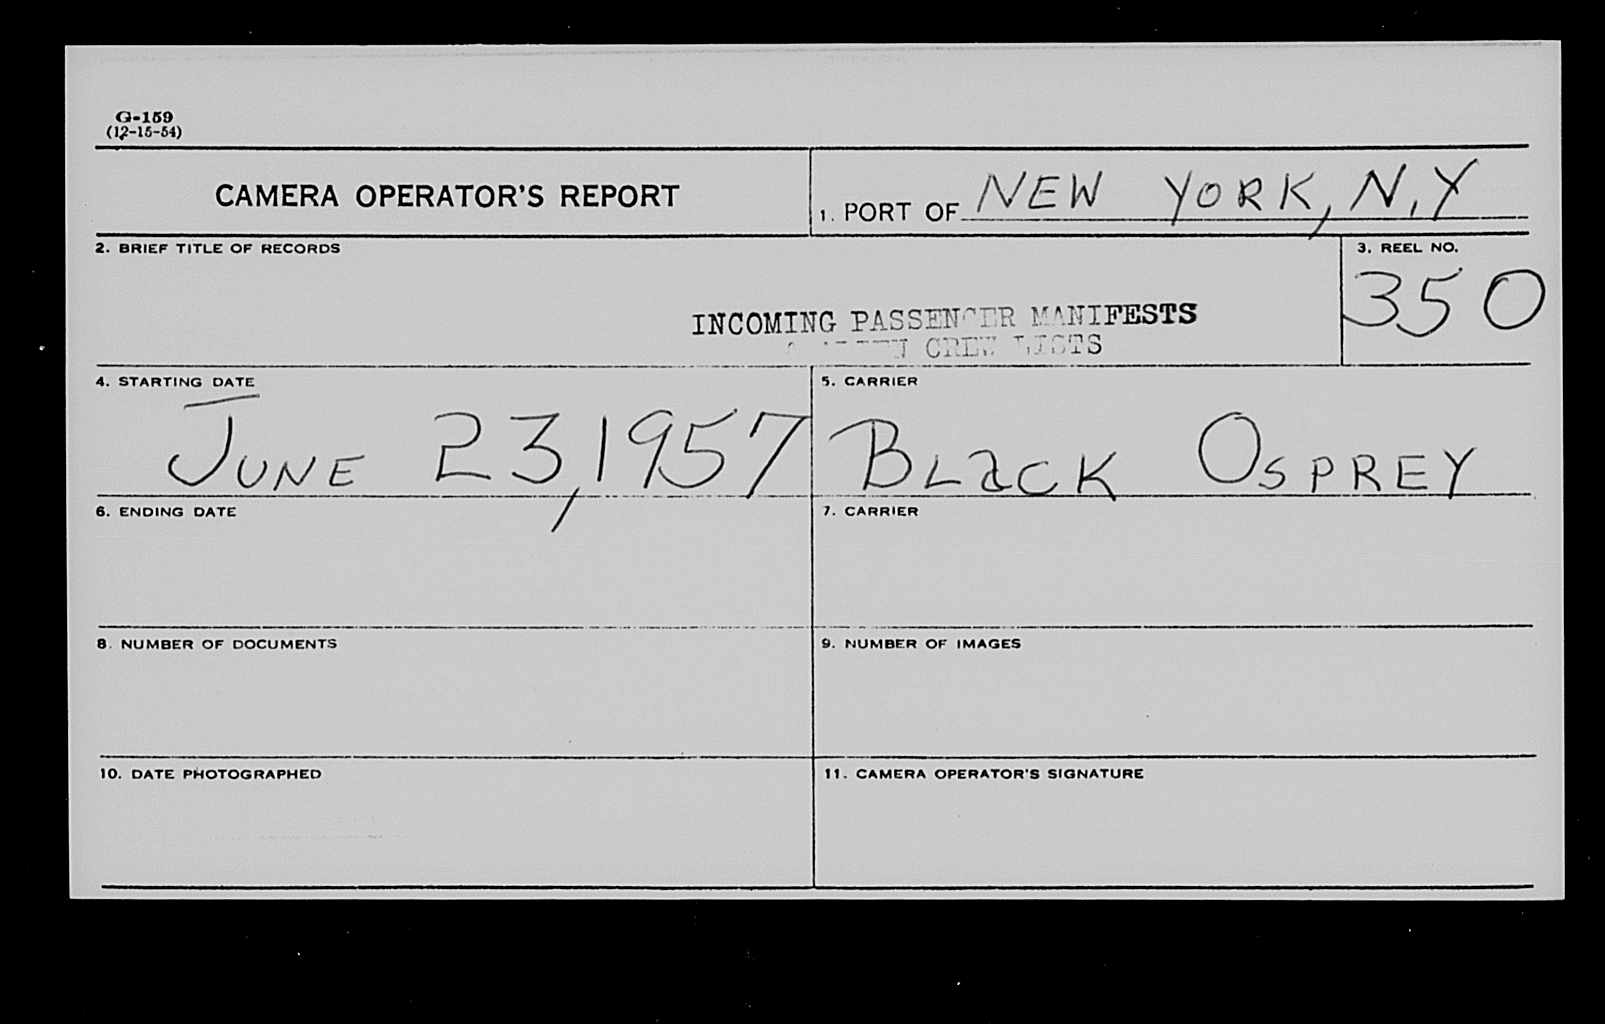 G-159
(12-15-54)
CAMERA OPERATOR'S REPORT
1. PORT OF NEW YORK, N.Y
2. BRIEF TITLE OF RECORDS
3. REEL NO.
350
INCOMING PASSENGER MANIFESTS
CREW LISTS
4. STARTING DATE
5. CARRIER
JUNE 23, 1957
BLACK OSPREY
6. ENDING DATE
7. CARRIER
8. NUMBER OF DOCUMENTS
9. NUMBER OF IMAGES
10. DATE PHOTOGRAPHED
11. CAMERA OPERATOR'S SIGNATURE